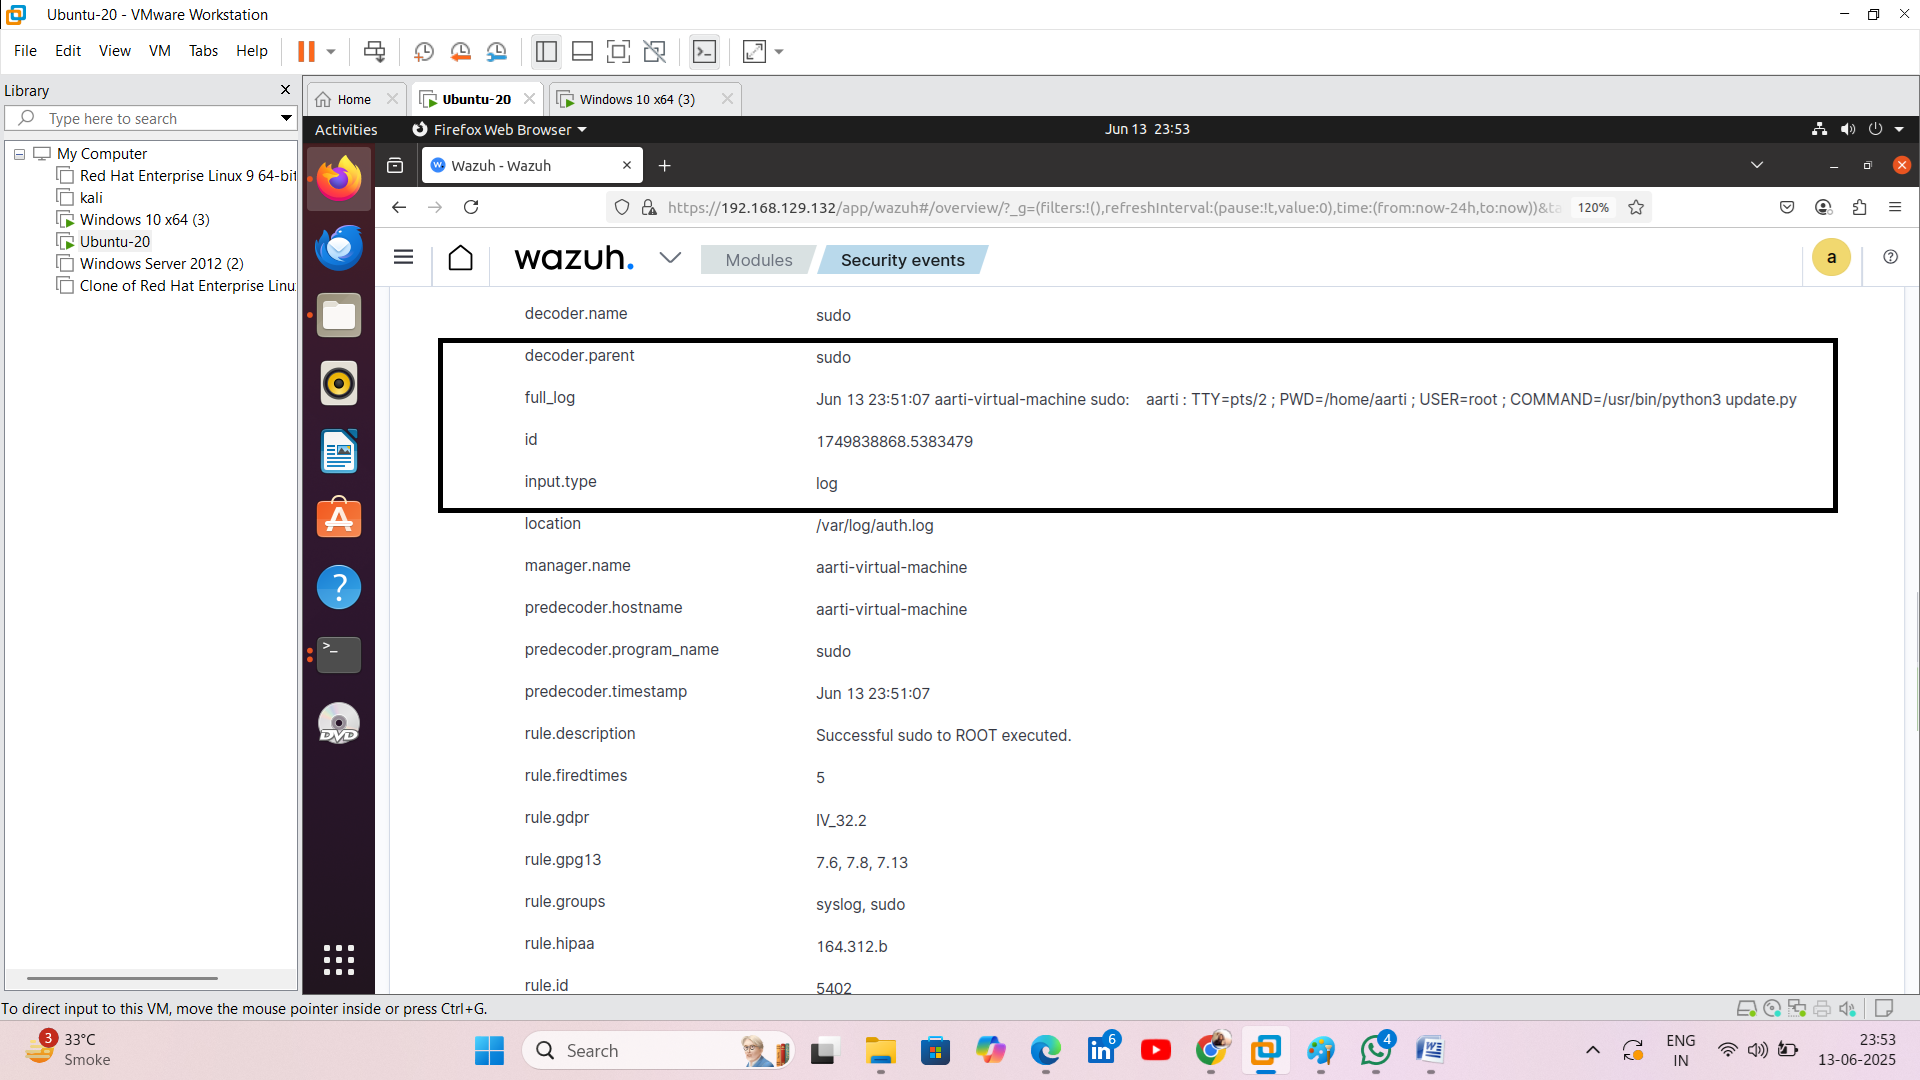 Ubuntu-20 - VMware Workstation
File Edit View VM Tabs Help
Library
Type here to search
My Computer
Red Hat Enterprise Linux 9 64-bit
kali
Windows 10 x64 (3)
Ubuntu-20
Windows Server 2012 (2)
Clone of Red Hat Enterprise Linu
Home
Ubuntu-20
Windows 10 x64 (3)
Activities
Firefox Web Browser
Jun 13 23:53
Wazuh - Wazuh
https://192.168.129.132/app/wazuh#/overview/?_g=(filters:!(),refreshInterval:(pause:!t,value:0),time:(from:now-24h,to:now))&ta
120%
wazuh.
Modules
Security events
a
decoder.name sudo
decoder.parent sudo
full_log Jun 13 23:51:07 aarti-virtual-machine sudo: aarti : TTY=pts/2 ; PWD=/home/aarti ; USER=root ; COMMAND=/usr/bin/python3 update.py
id 1749838868.5383479
input.type log
location /var/log/auth.log
manager.name aarti-virtual-machine
predecoder.hostname aarti-virtual-machine
predecoder.program_name sudo
predecoder.timestamp Jun 13 23:51:07
rule.description Successful sudo to ROOT executed.
rule.firedtimes 5
rule.gdpr IV_32.2
rule.gpg13 7.6, 7.8, 7.13
rule.groups syslog, sudo
rule.hipaa 164.312.b
rule.id 5402
DVD
To direct input to this VM, move the mouse pointer inside or press Ctrl+G.
3
33°C
Smoke
Search
6
4
ENG
IN
23:53
13-06-2025